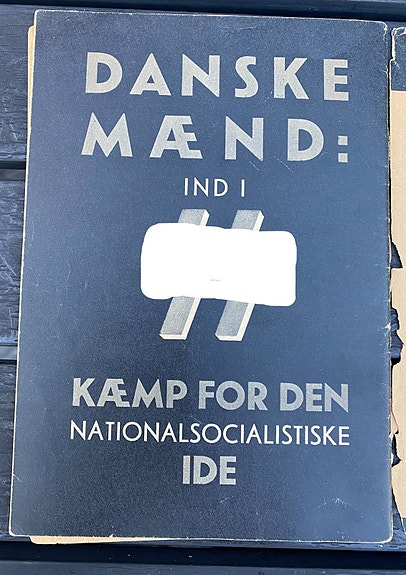 DANSKE
MÆND:
IND I
KÆMP FOR DEN
NATIONALSOCIALISTISKE
IDE